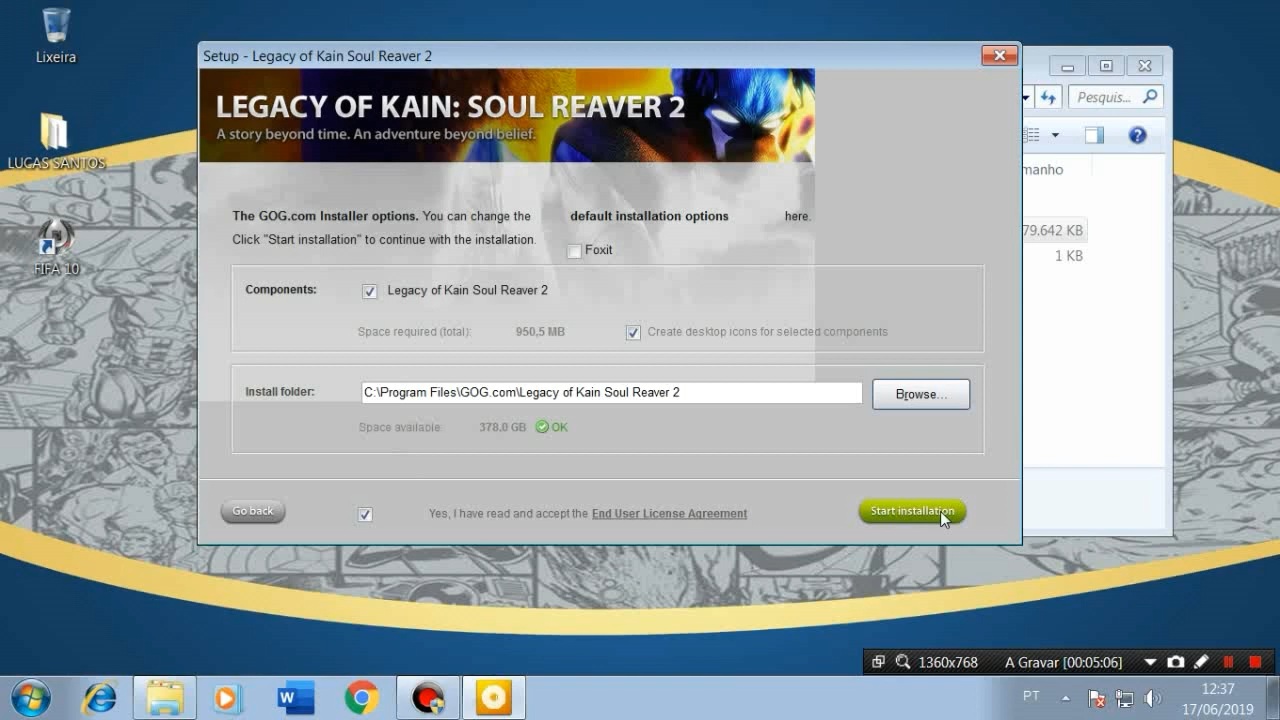 Lixeira
LUCAS SANTOS
FIFA 10
Setup - Legacy of Kain Soul Reaver 2
LEGACY OF KAIN: SOUL REAVER 2
A story beyond time. An adventure beyond belief.
The GOG.com Installer options. You can change the default installation options here.
Click "Start installation" to continue with the installation.
Foxit
Components:
Legacy of Kain Soul Reaver 2
Space required (total): 950,5 MB
Create desktop icons for selected components
Install folder:
C:\Program Files\GOG.com\Legacy of Kain Soul Reaver 2
Browse...
Space available: 378,0 GB OK
Go back
Yes, I have read and accept the End User License Agreement
Start installation
Pesquis...
manho
79.642 KB
1 KB
1360x768
A Gravar [00:05:06]
PT
12:37
17/06/2019